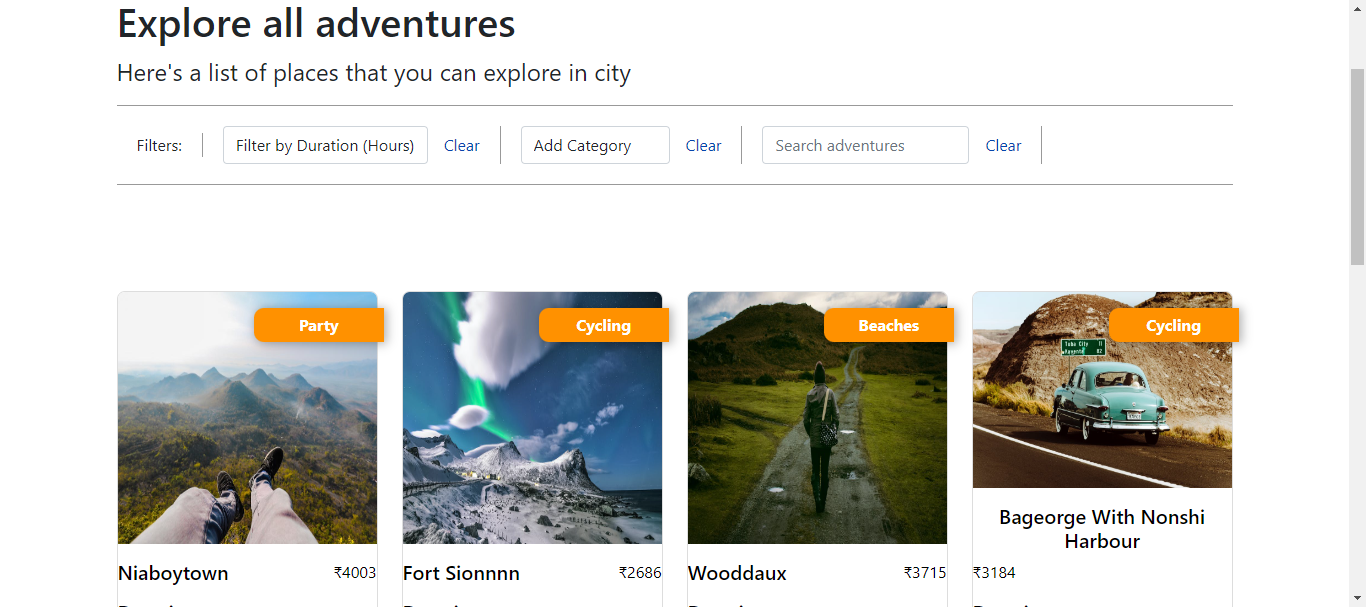 Explore all adventures
Here's a list of places that you can explore in city
Filters: Filter by Duration (Hours) Clear Add Category Clear Search adventures Clear
Party Cycling Beaches Cycling
Bageorge With Nonshi
Harbour
Niaboytown ₹4003 Fort Sionnnn ₹2686 Wooddaux ₹3715 ₹3184